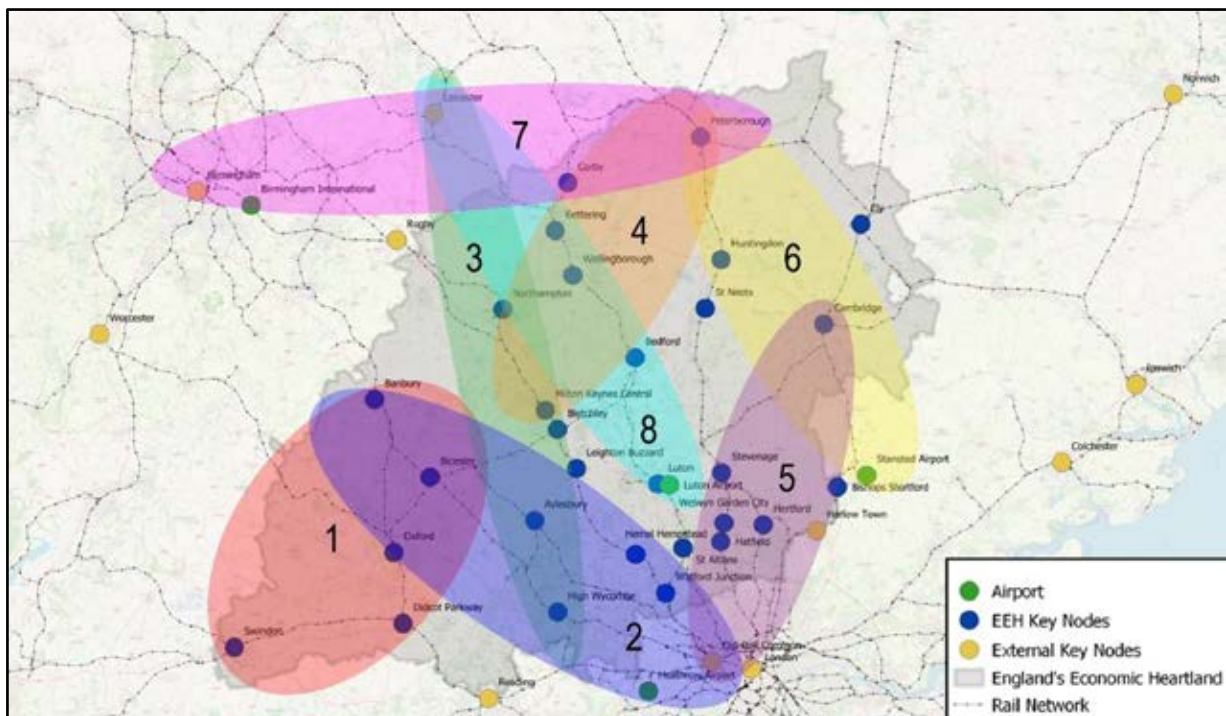 Norwich
Leicester
7
Peterborough
Birmingham
Birmingham International
Corby
Ely
Kettering
4
Rugby
3
Wellingborough
Huntingdon
6
Northampton
St Neots
Cambridge
Worcester
Bedford
Ipswich
Banbury
Milton Keynes Central
Bletchley
8
Colchester
Leighton Buzzard
Stevenage
Bicester
Luton
5
Stansted Airport
Luton Airport
Bishops Stortford
Aylesbury
Welwyn Garden City
Hertford
Harlow Town
1
Oxford
Hemel Hempstead
Hatfield
St Albans
Watford Junction
High Wycombe
Didcot Parkway
Swindon
2
Old Oak Common
London
Heathrow Airport
Reading
Airport
EEH Key Nodes
External Key Nodes
England's Economic Heartland
Rail Network